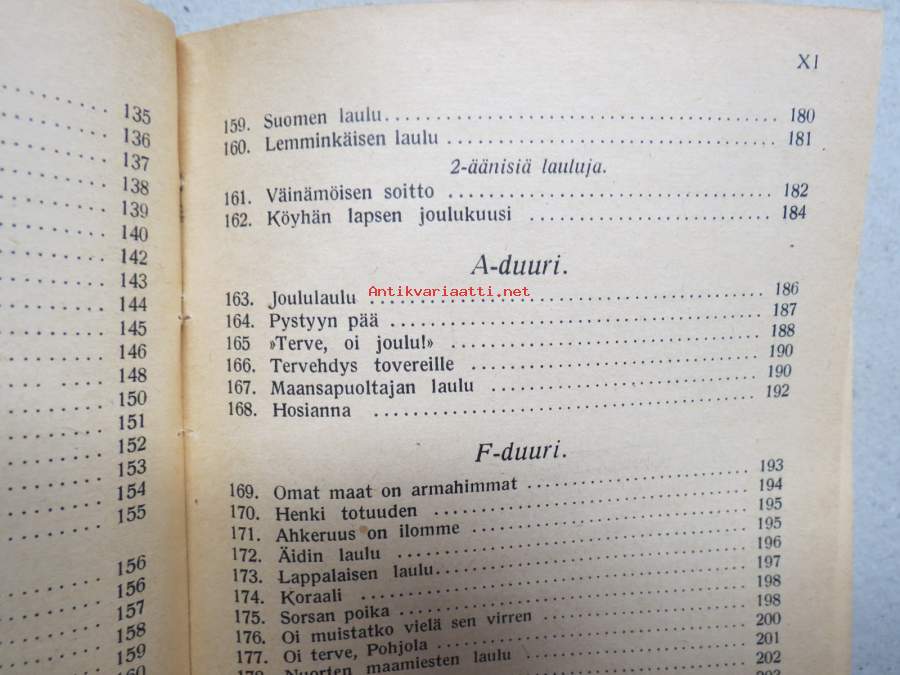 135
136
137
138
139
140
142
143
144
145
146
148
150
151
152
153
154
155
156
156
157
158
159
160
XI
159. Suomen laulu 180
160. Lemminkäisen laulu 181
2-äänisiä lauluja.
161. Väinämöisen soitto 182
162. Köyhän lapsen joulukuusi 184
A-duuri.
Antikvariaatti.net
163. Joululaulu 186
164. Pystyyn pää 187
165 »Terve, oi joulu!» 188
166. Tervehdys tovereille 190
167. Maansapuoltajan laulu 190
168. Hosianna 192
F-duuri.
169. Omat maat on armahimmat 193
170. Henki totuuden 194
171. Ahkeruus on ilomme 195
172. Äidin laulu 195
173. Lappalaisen laulu 196
174. Koraali 197
175. Sorsan poika 198
176. Oi muistatko vielä sen virren 198
177. Oi terve, Pohjola 200
178. Nuorten maamiesten laulu 201
202
203